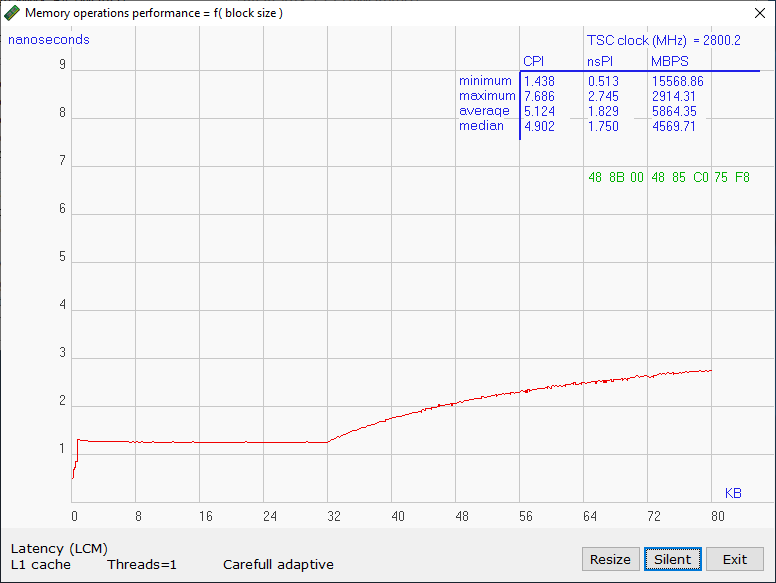 Memory operations performance = f( block size )
nanoseconds
TSC clock (MHz) = 2800.2
CPI nsPI MBPS
minimum 1.438 0.513 15568.86
maximum 7.686 2.745 2914.31
average 5.124 1.829 5864.35
median 4.902 1.750 4569.71
48 8B 00 48 85 C0 75 F8
9
8
7
6
5
4
3
2
1
KB
0 8 16 24 32 40 48 56 64 72 80
Latency (LCM)
L1 cache Threads=1 Carefull adaptive
Resize Silent Exit